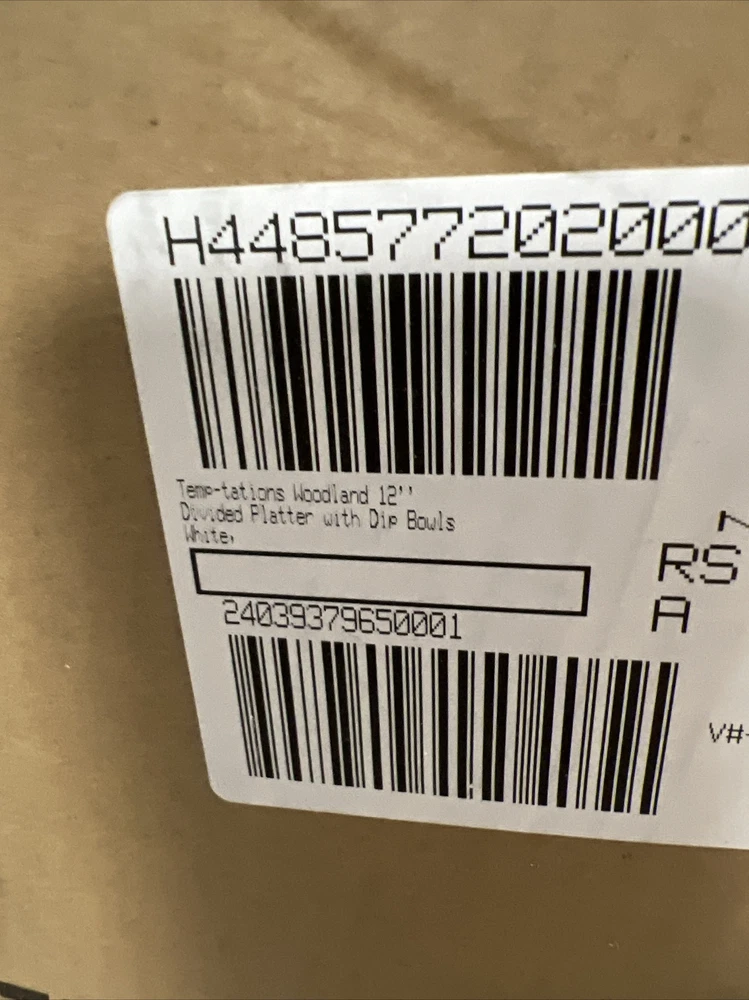 H448577202000
Temp-tations Woodland 12''
Divided Platter with Dip Bowls
White,
RS
A
24039379650001
V#-